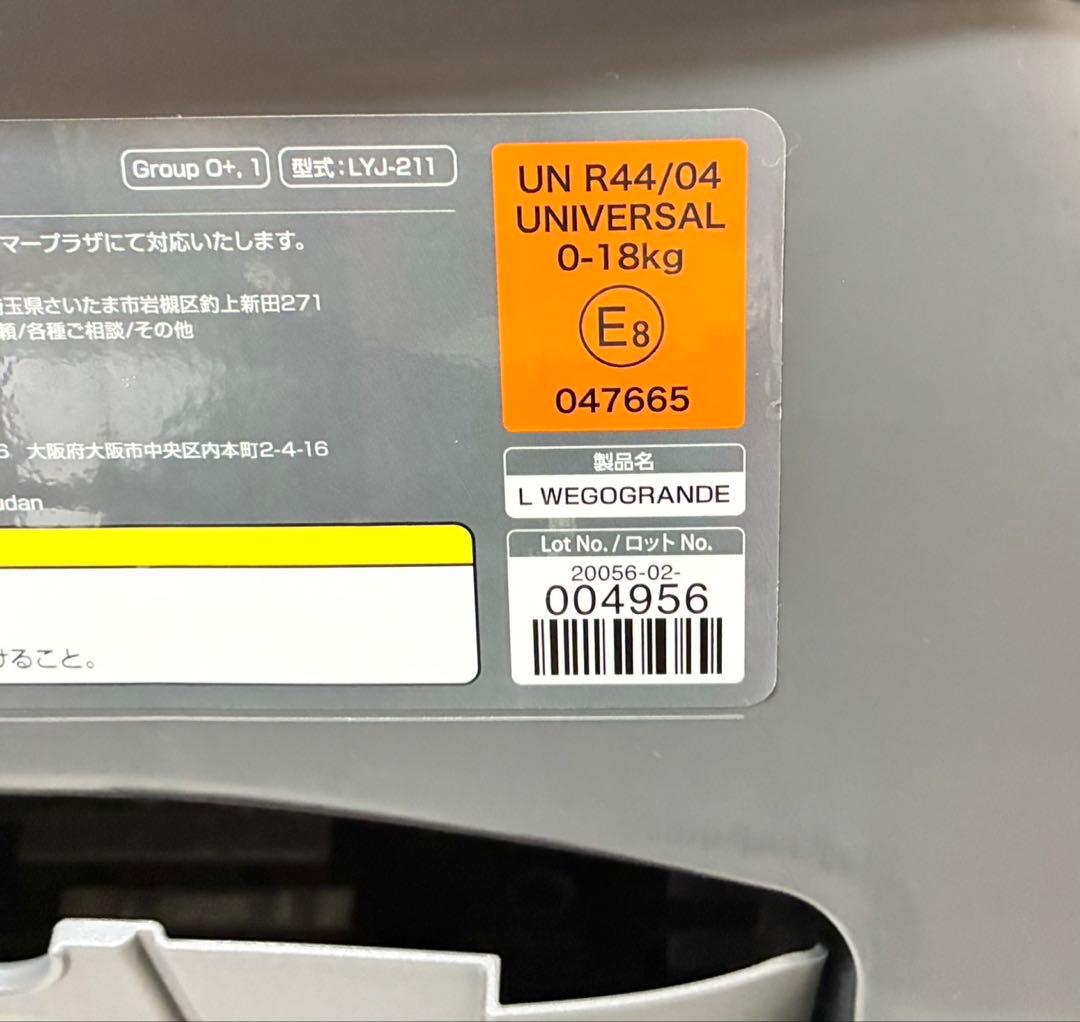 Group 0+, 1
型式:LYJ-211
マープラザにて対応いたします。
玉県さいたま市岩槻区釣上新田271
頼/各種ご相談/その他
6 大阪府大阪市中央区内本町2-4-16
udan
けること。
UN R44/04
UNIVERSAL
0-18kg
E8
047665
製品名
L WEGOGRANDE
Lot No. / ロット No.
20056-02-
004956